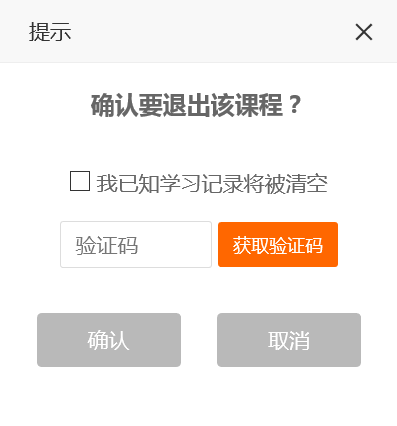 提示
确认要退出该课程？
我已知学习记录将被清空
验证码 获取验证码
确认 取消